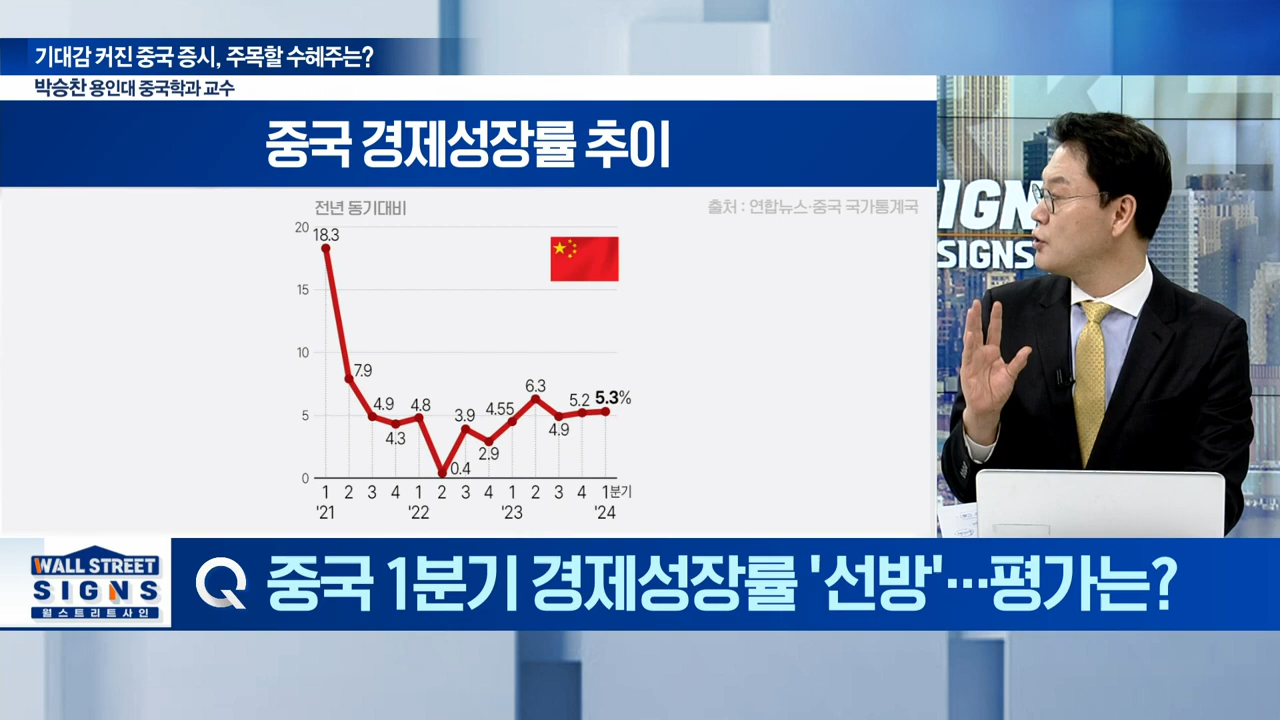 기대감 커진 중국 증시, 주목할 수혜주는?
박승찬 용인대 중국학과 교수
중국 경제성장률 추이
전년 동기대비
출처 : 연합뉴스·중국 국가통계국
20
15
10
5
0
18.3
7.9
4.9
4.3
4.8
0.4
3.9
2.9
4.55
6.3
4.9
5.2
5.3%
1 2 3 4 1 2 3 4 1 2 3 4 1분기
'21 '22 '23 '24
IGN
SIGNS
WALL STREET
SIGNS
월스트리트사인
Q 중국 1분기 경제성장률 '선방'…평가는?